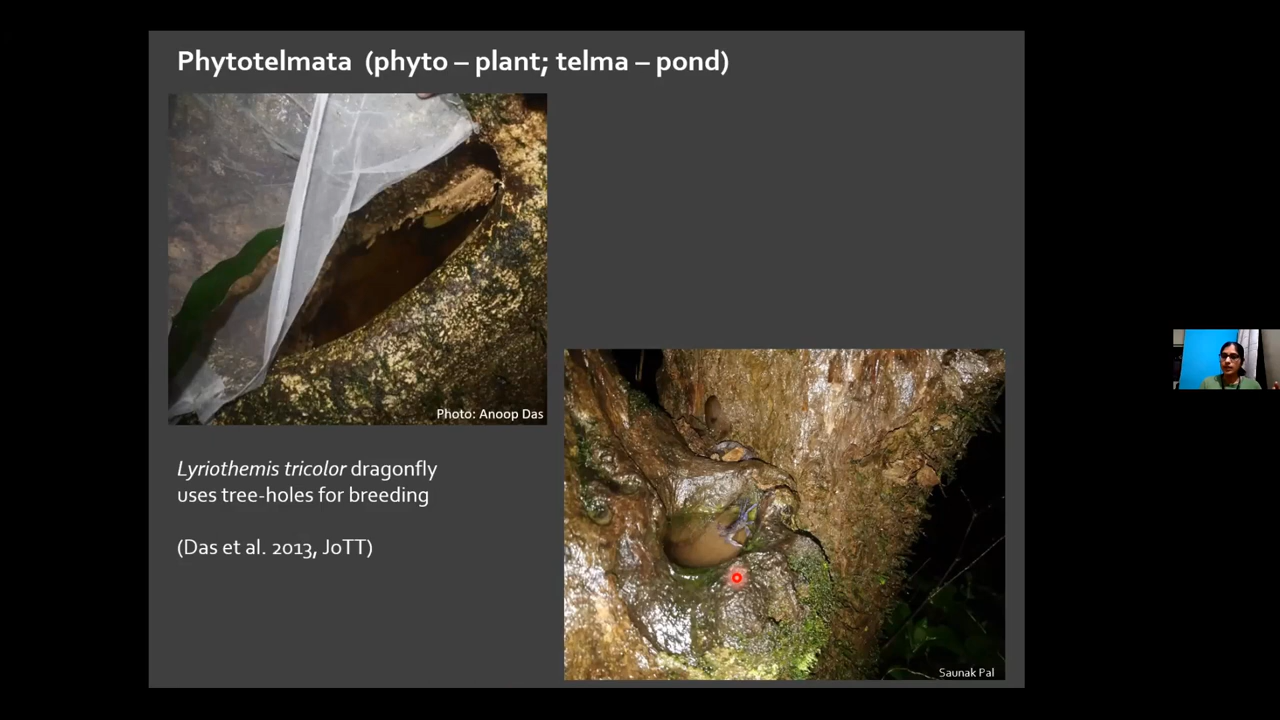 Phytotelmata (phyto – plant; telma – pond)
Photo: Anoop Das
Lyriothemis tricolor dragonfly
uses tree-holes for breeding
(Das et al. 2013, JoTT)
Saunak Pal